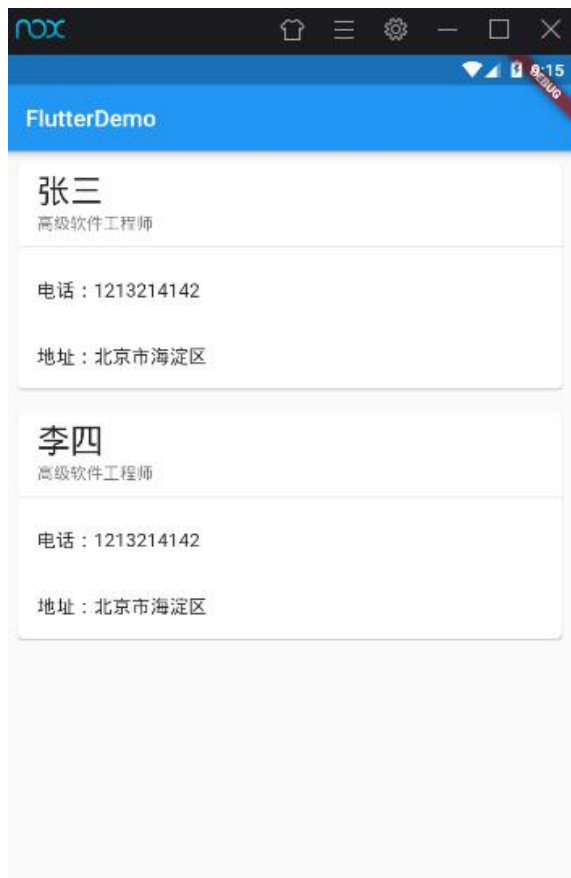 nox
9:15
DEBUG
FlutterDemo
张三
高级软件工程师
电话：1213214142
地址：北京市海淀区
李四
高级软件工程师
电话：1213214142
地址：北京市海淀区